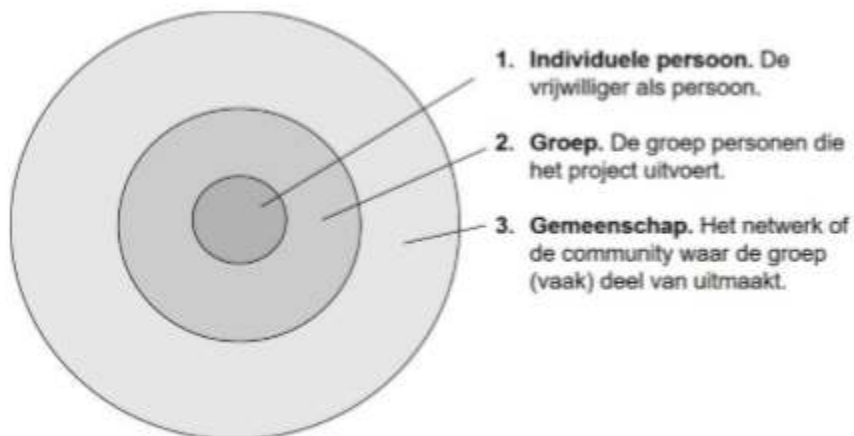 1. Individuele persoon. De
vrijwilliger als persoon.
2. Groep. De groep personen die
het project uitvoert.
3. Gemeenschap. Het netwerk of
de community waar de groep
(vaak) deel van uitmaakt.